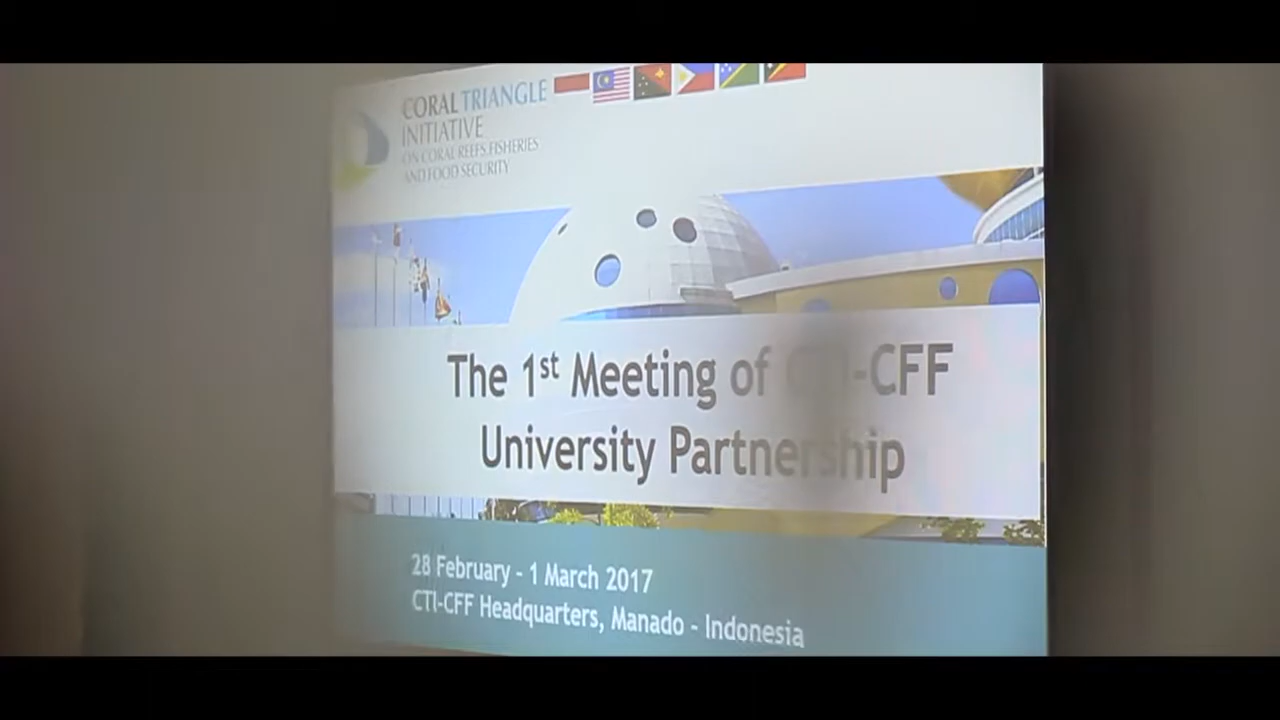 CORAL TRIANGLE
INITIATIVE
ON CORAL REEFS, FISHERIES
AND FOOD SECURITY
The 1st Meeting of CTI-CFF
University Partnership
28 February - 1 March 2017
CTI-CFF Headquarters, Manado - Indonesia